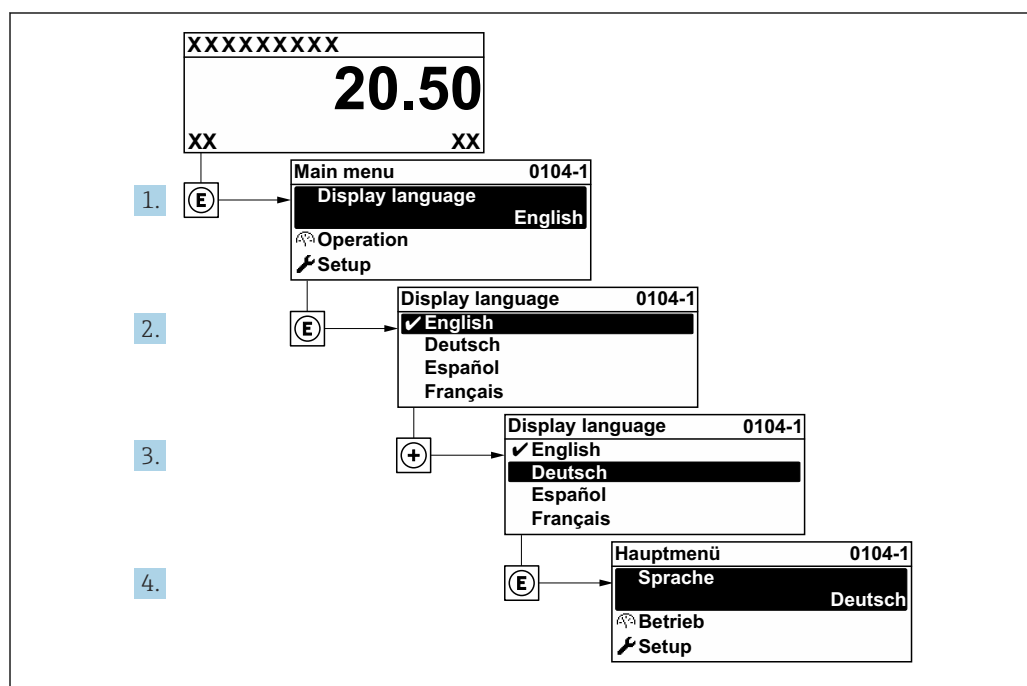 XXXXXXXXX
20.50
XX XX
1. E
Main menu 0104-1
Display language
English
Operation
Setup
2. E
Display language 0104-1
✔ English
Deutsch
Español
Français
3. +
Display language 0104-1
✔ English
Deutsch
Español
Français
4. E
Hauptmenü 0104-1
Sprache
Deutsch
Betrieb
Setup